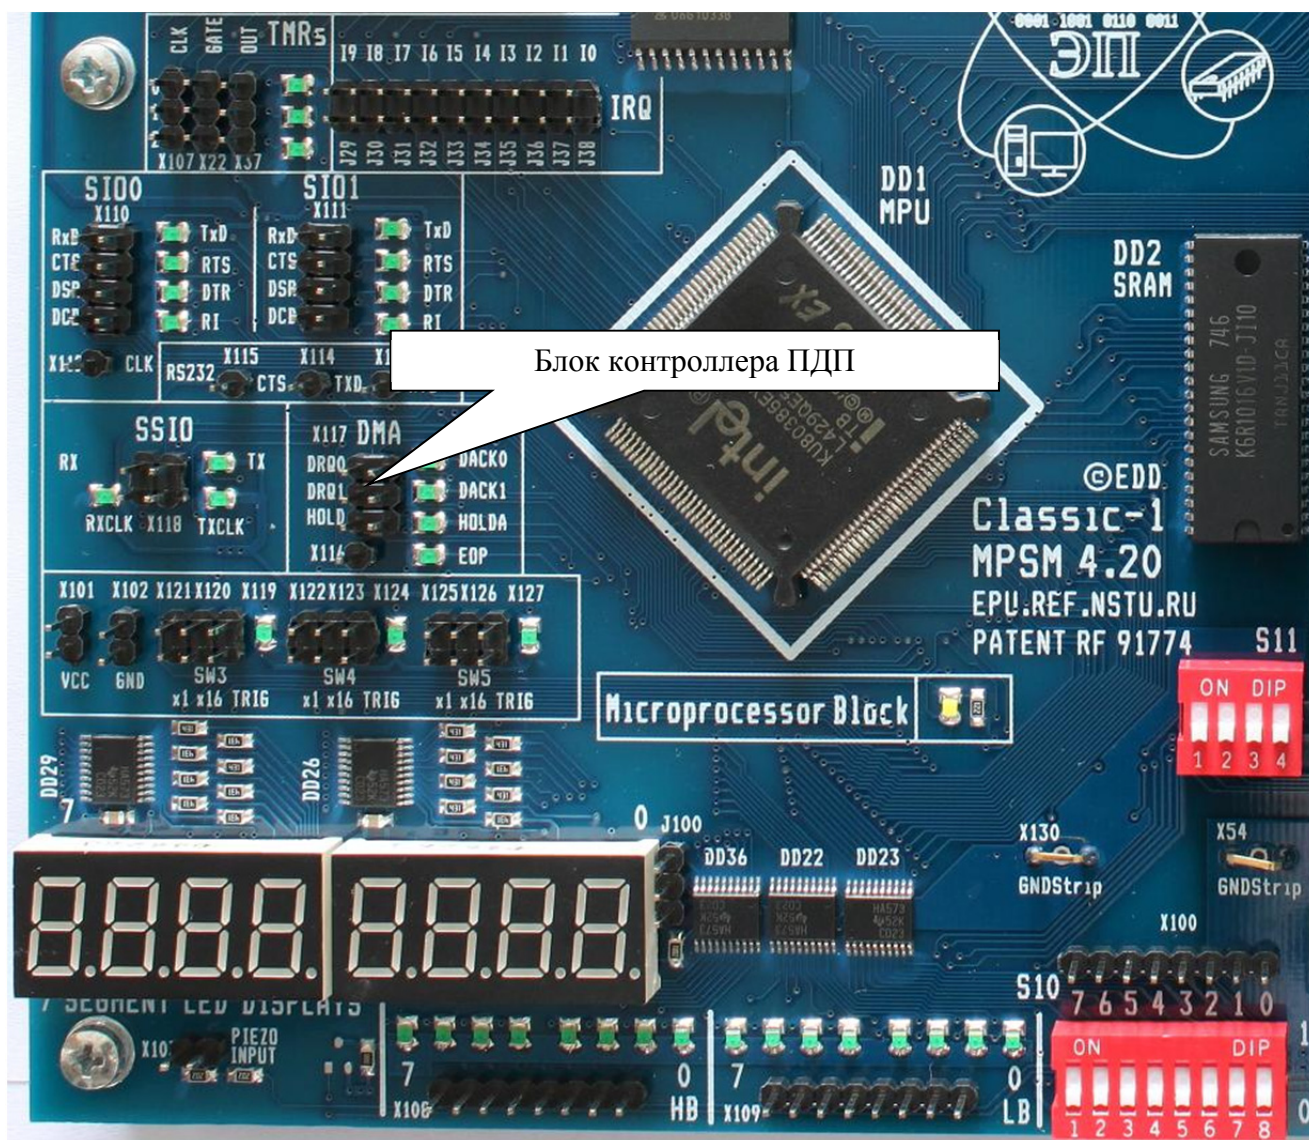 0001 1001 0110 0011
ЭП
CLK GATE OUT TMRs
I9 I8 I7 I6 I5 I4 I3 I2 I1 I0
IRQ
X107 X22 X37
J29 J30 J31 J32 J33 J34 J35 J36 J37 J38
SIO0
X110
RxD TxD
CTS RTS
DSR DTR
DCD RI
CLK
SIO1
X111
RxD TxD
CTS RTS
DSR DTR
DCD RI
RS232 X115 CTS X114 TXD
Блок контроллера ПДП
DD1
MPU
intel
DD2
SRAM
SAMSUNG 746
K6R1016V1D-JI10
SSIO
RX TX
RXCLK X118 TXCLK
X117 DMA
DRQ0 DACK0
DRQ1 DACK1
HOLD HOLDA
X116 EOP
©EDD
Classic-1
MPSM 4.20
EPU.REF.NSTU.RU
PATENT RF 91774
X101 X102 X121 X120 X119 X122 X123 X124 X125 X126 X127
VCC GND SW3 SW4 SW5
x1 x16 TRIG x1 x16 TRIG x1 x16 TRIG
Microprocessor Block
S11
ON DIP
1 2 3 4
DD29
DD26
7 0 J100
DD36 DD22 DD23
X130
GNDStrip
X54
GNDStrip
7 SEGMENT LED DISPLAYS
PIEZO
INPUT
7 0
X108 HB
7 0
X109 LB
X100
S10 7 6 5 4 3 2 1 0
ON DIP
1 2 3 4 5 6 7 8
1
0